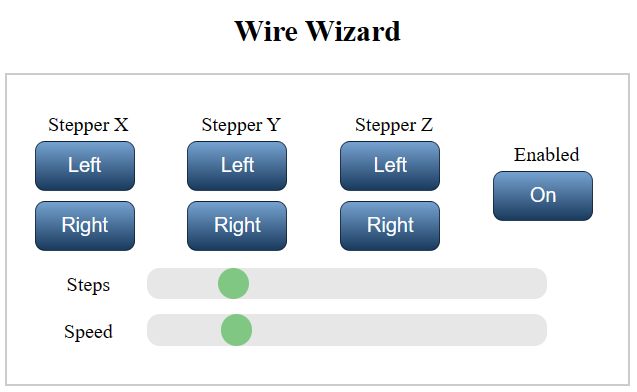 Wire Wizard
Stepper X
Stepper Y
Stepper Z
Left
Left
Left
Enabled
On
Right
Right
Right
Steps
Speed